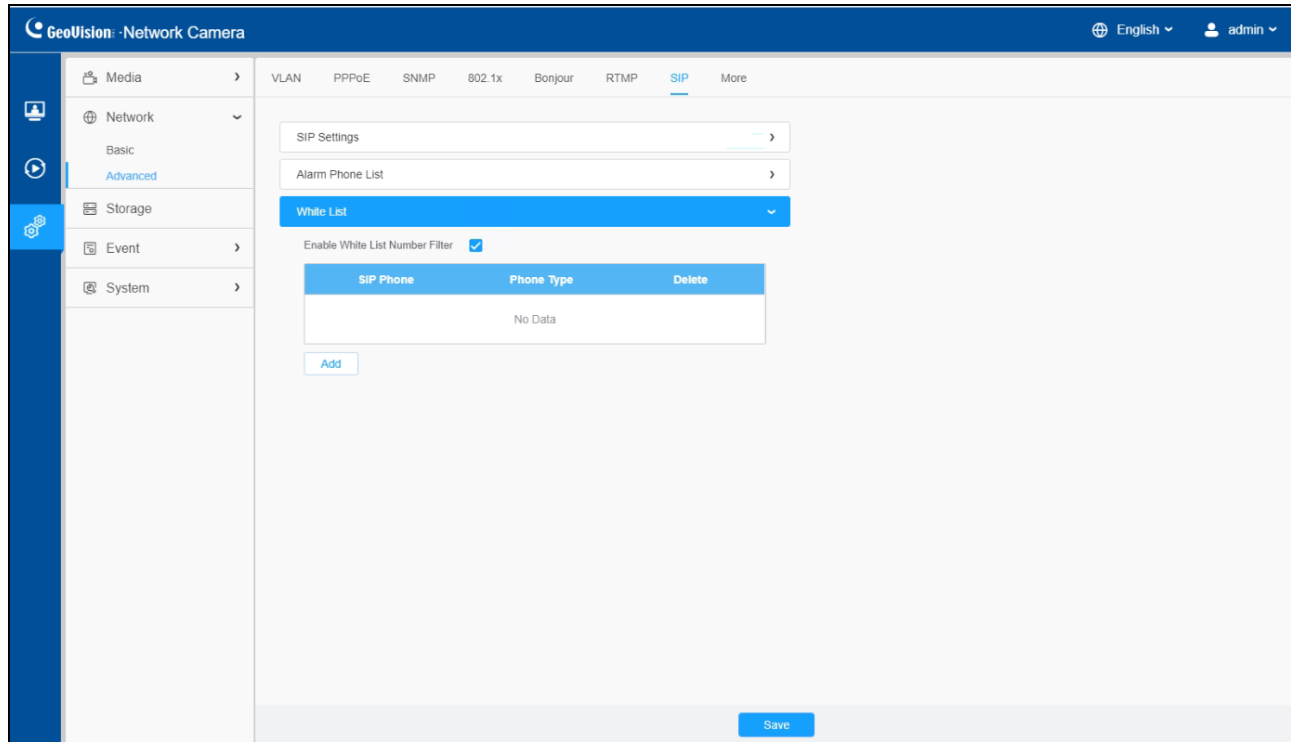 GeoVision - Network Camera
English
admin
Media
Network
Basic
Advanced
Storage
Event
System
VLAN PPPoE SNMP 802.1x Bonjour RTMP SIP More
SIP Settings
Alarm Phone List
White List
Enable White List Number Filter
SIP Phone Phone Type Delete
No Data
Add
Save